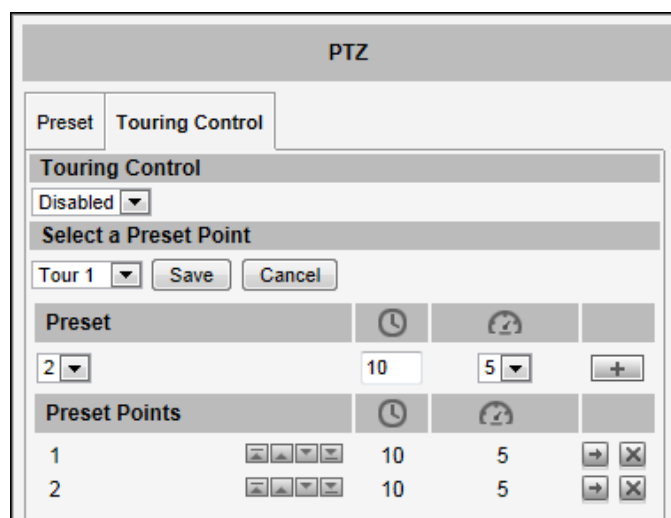 PTZ
Preset Touring Control
Touring Control
Disabled
Select a Preset Point
Tour 1 Save Cancel
Preset
2 10 5 +
Preset Points
1 10 5
2 10 5